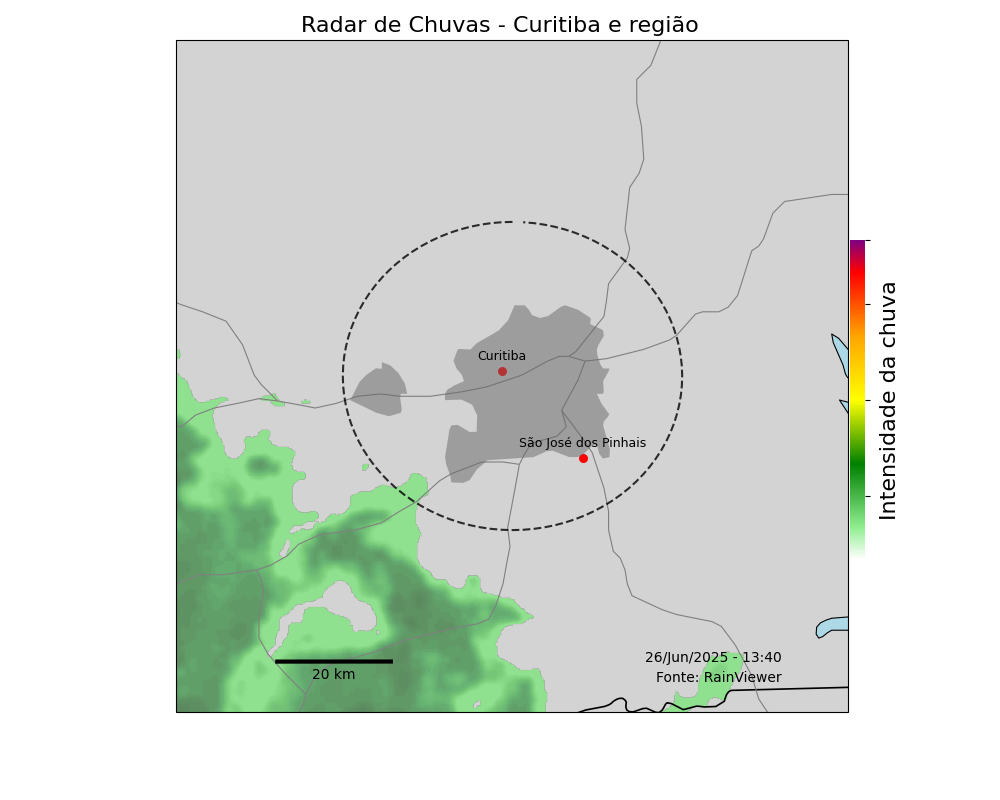 Radar de Chuvas - Curitiba e região
Curitiba
São José dos Pinhais
Intensidade da chuva
26/Jun/2025 - 13:40
Fonte: RainViewer
20 km